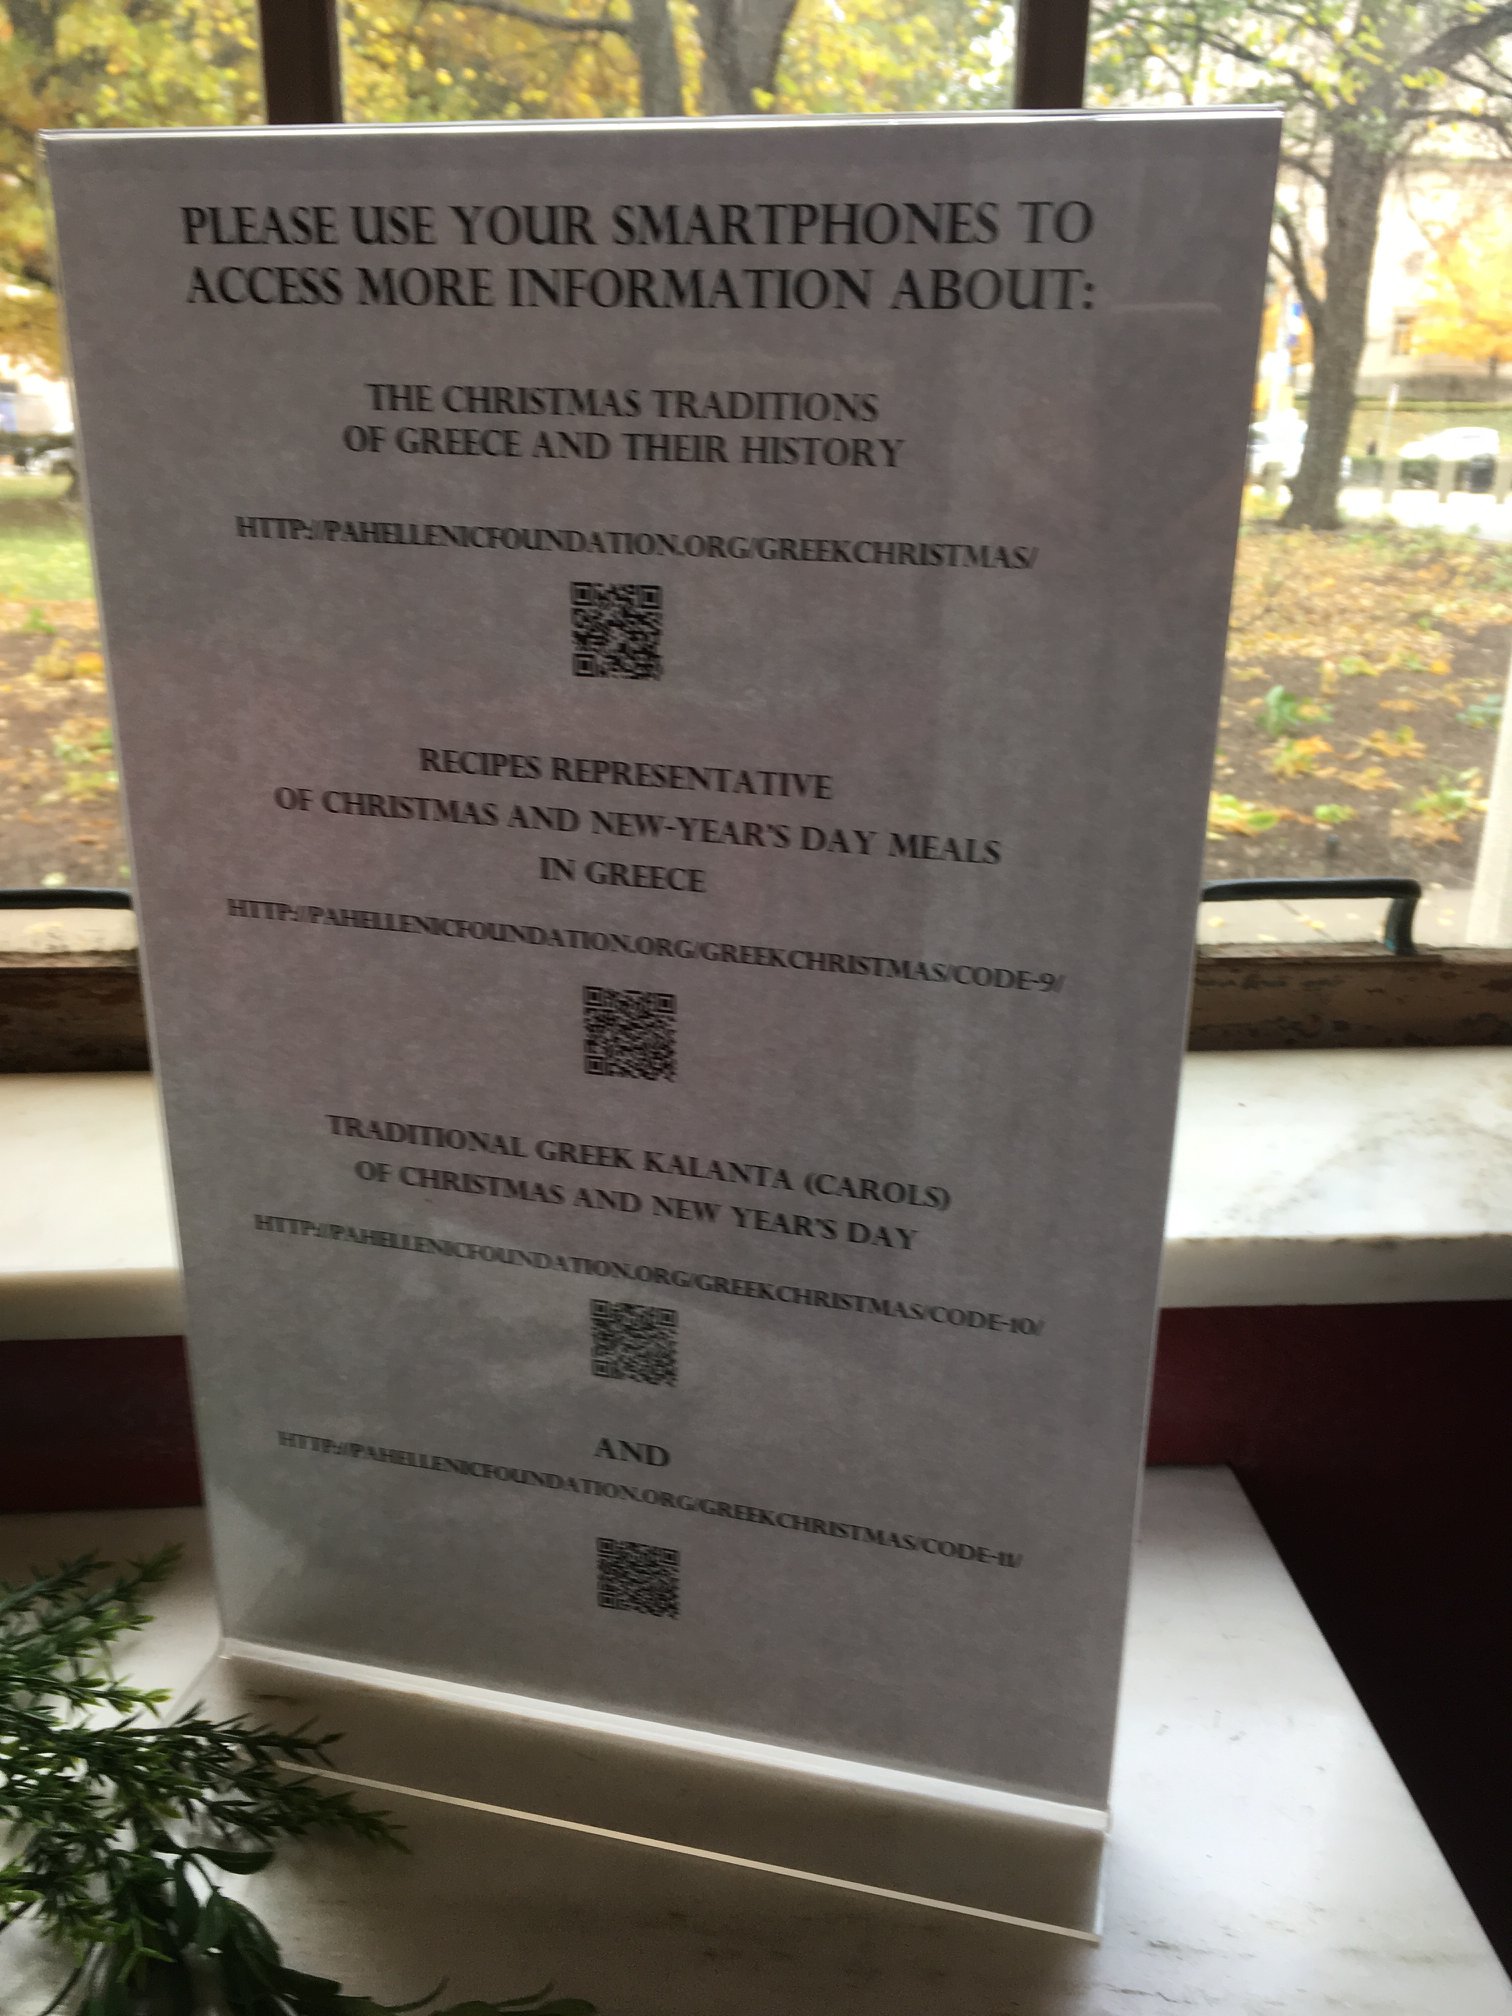 PLEASE USE YOUR SMARTPHONES TO
ACCESS MORE INFORMATION ABOUT:
THE CHRISTMAS TRADITIONS
OF GREECE AND THEIR HISTORY
HTTP://PAHELLENICFOUNDATION.ORG/GREEKCHRISTMAS/
RECIPES REPRESENTATIVE
OF CHRISTMAS AND NEW-YEAR'S DAY MEALS
IN GREECE
HTTP://PAHELLENICFOUNDATION.ORG/GREEKCHRISTMAS/CODE-9/
TRADITIONAL GREEK KALANTA (CAROLS)
OF CHRISTMAS AND NEW YEAR'S DAY
HTTP://PAHELLENICFOUNDATION.ORG/GREEKCHRISTMAS/CODE-10/
AND
HTTP://PAHELLENICFOUNDATION.ORG/GREEKCHRISTMAS/CODE-11/